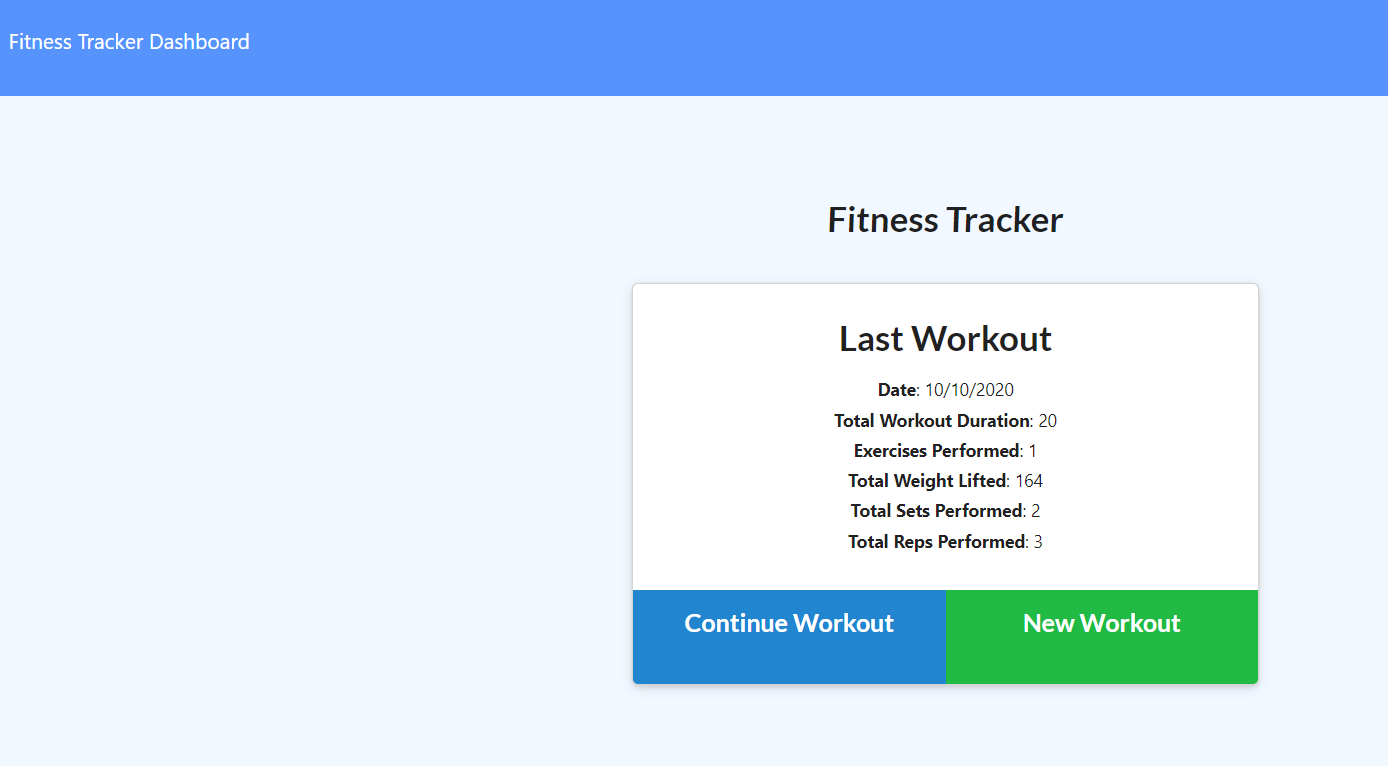 Fitness Tracker Dashboard
Fitness Tracker
Last Workout
Date: 10/10/2020
Total Workout Duration: 20
Exercises Performed: 1
Total Weight Lifted: 164
Total Sets Performed: 2
Total Reps Performed: 3
Continue Workout
New Workout